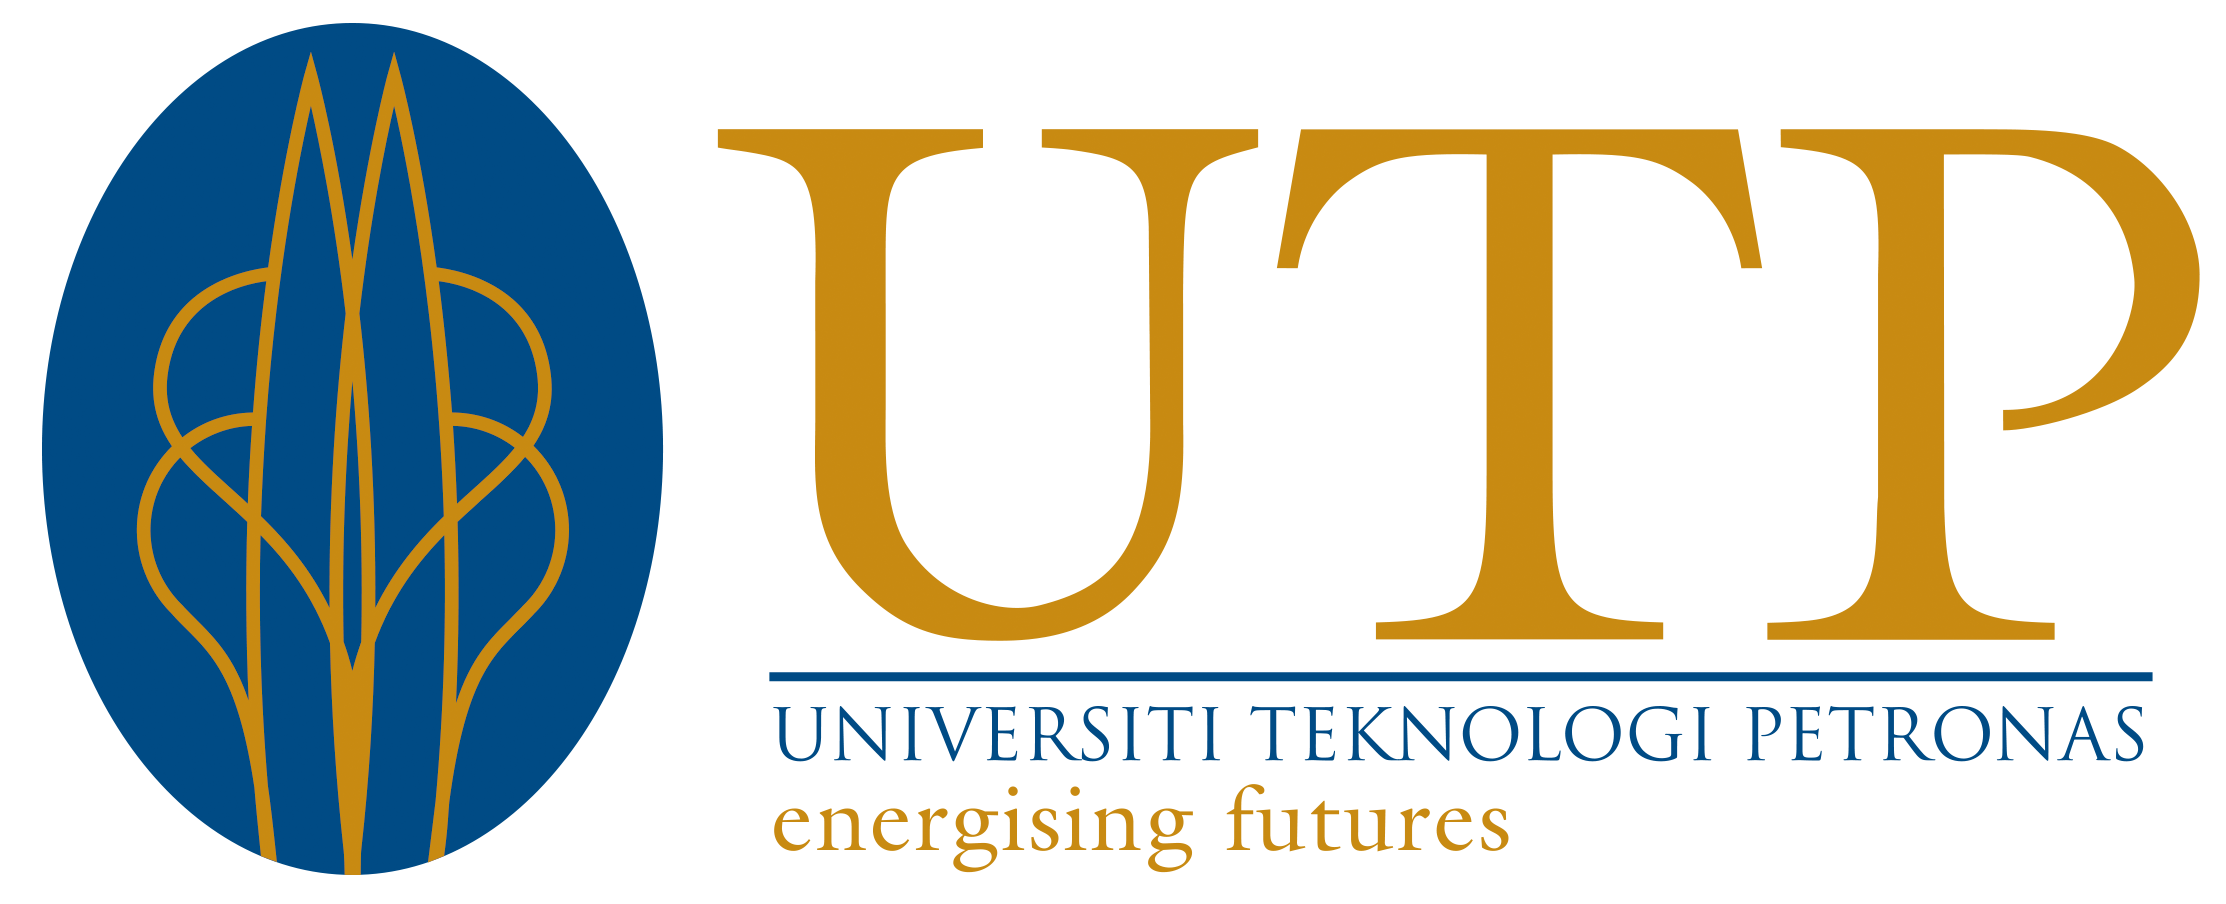 UTP
UNIVERSITI TEKNOLOGI PETRONAS
energising futures